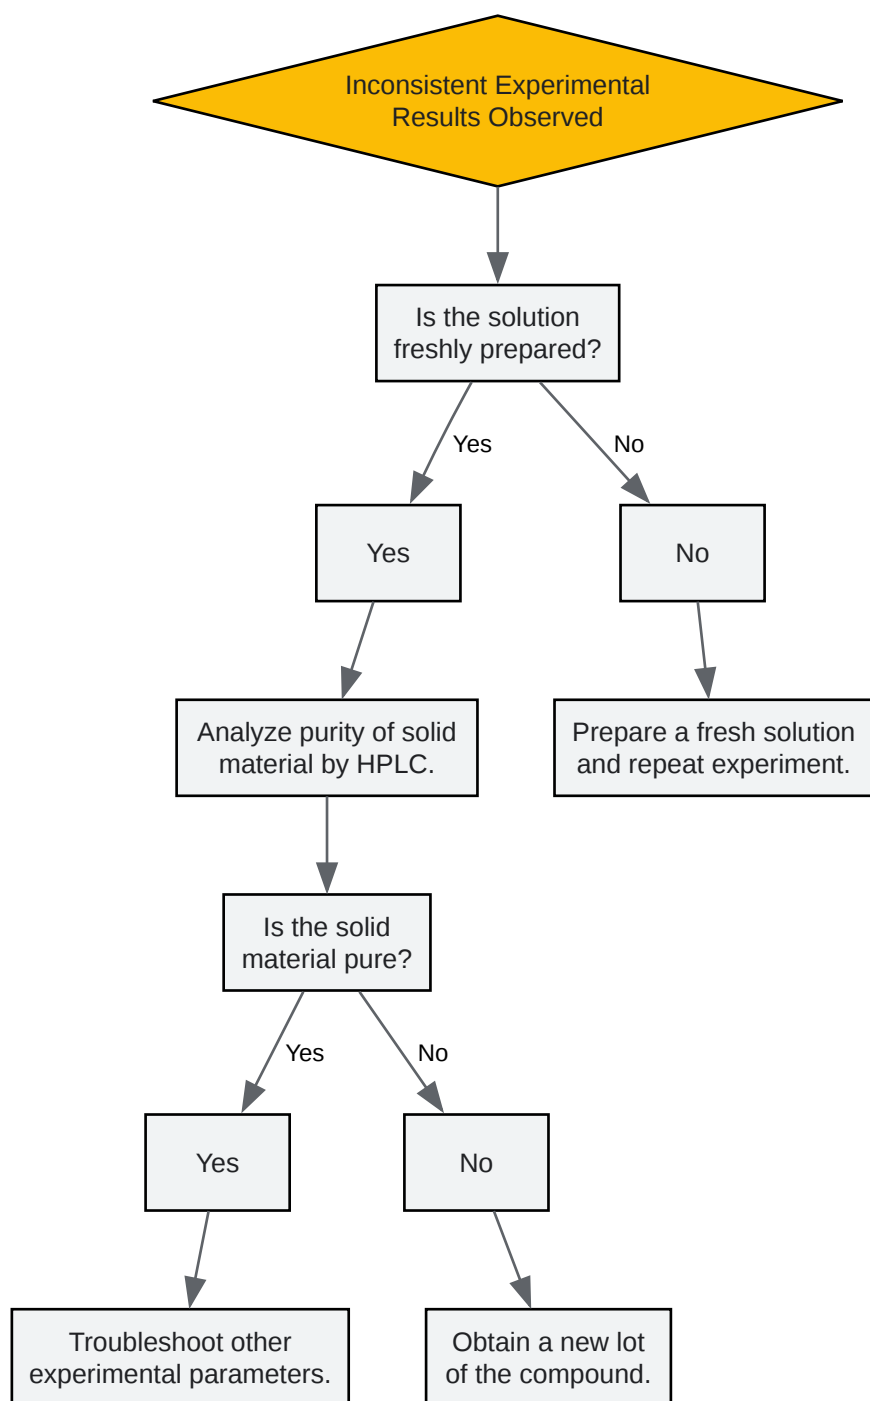 Inconsistent Experimental
Results Observed
Is the solution
freshly prepared?
Yes
No
Yes
No
Analyze purity of solid
material by HPLC.
Prepare a fresh solution
and repeat experiment.
Is the solid
material pure?
Yes
No
Yes
No
Troubleshoot other
experimental parameters.
Obtain a new lot
of the compound.